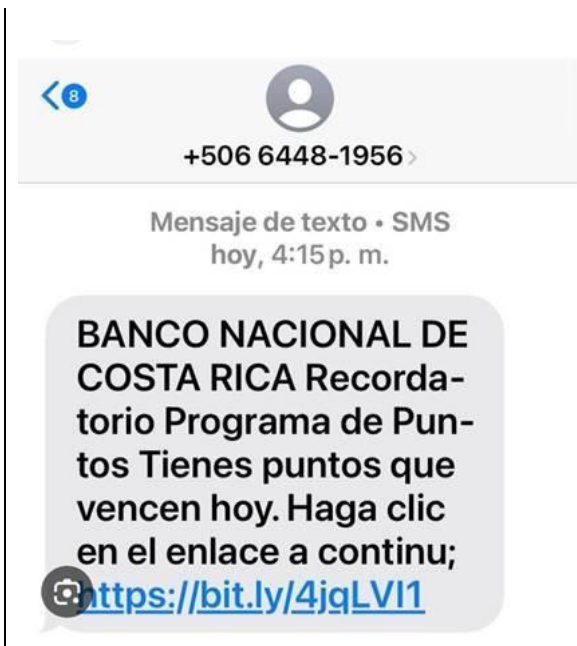 8
+506 6448-1956
Mensaje de texto • SMS
hoy, 4:15 p. m.
BANCO NACIONAL DE
COSTA RICA Recorda-
torio Programa de Pun-
tos Tienes puntos que
vencen hoy. Haga clic
en el enlace a continu;
https://bit.ly/4jqLVI1